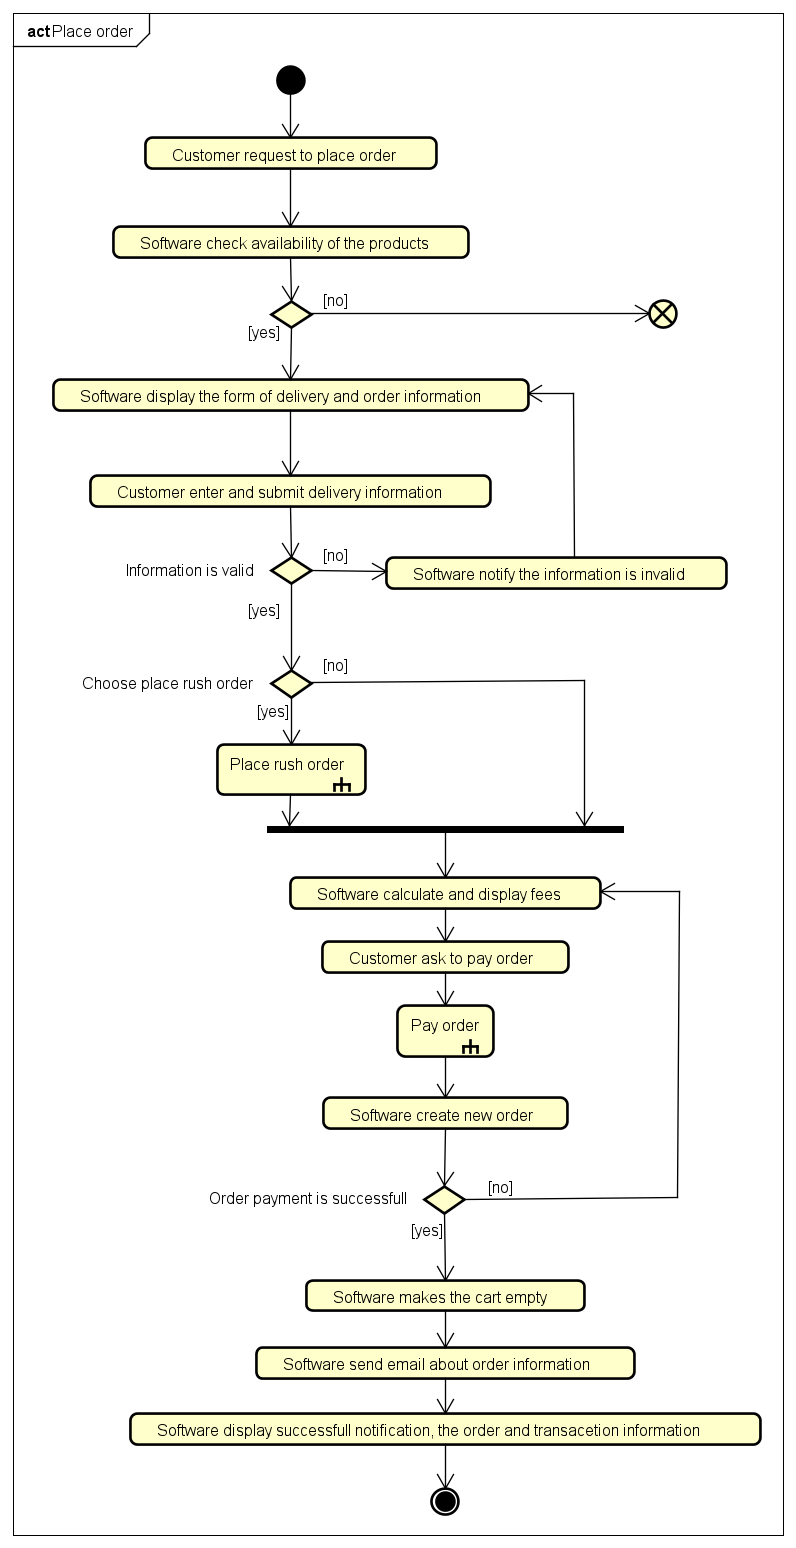 act Place order
Customer request to place order
Software check availability of the products
[no]
[yes]
Software display the form of delivery and order information
Customer enter and submit delivery information
Information is valid
[no]
Software notify the information is invalid
[yes]
Choose place rush order
[no]
[yes]
Place rush order
Software calculate and display fees
Customer ask to pay order
Pay order
Software create new order
Order payment is successfull
[no]
[yes]
Software makes the cart empty
Software send email about order information
Software display successfull notification, the order and transacetion information